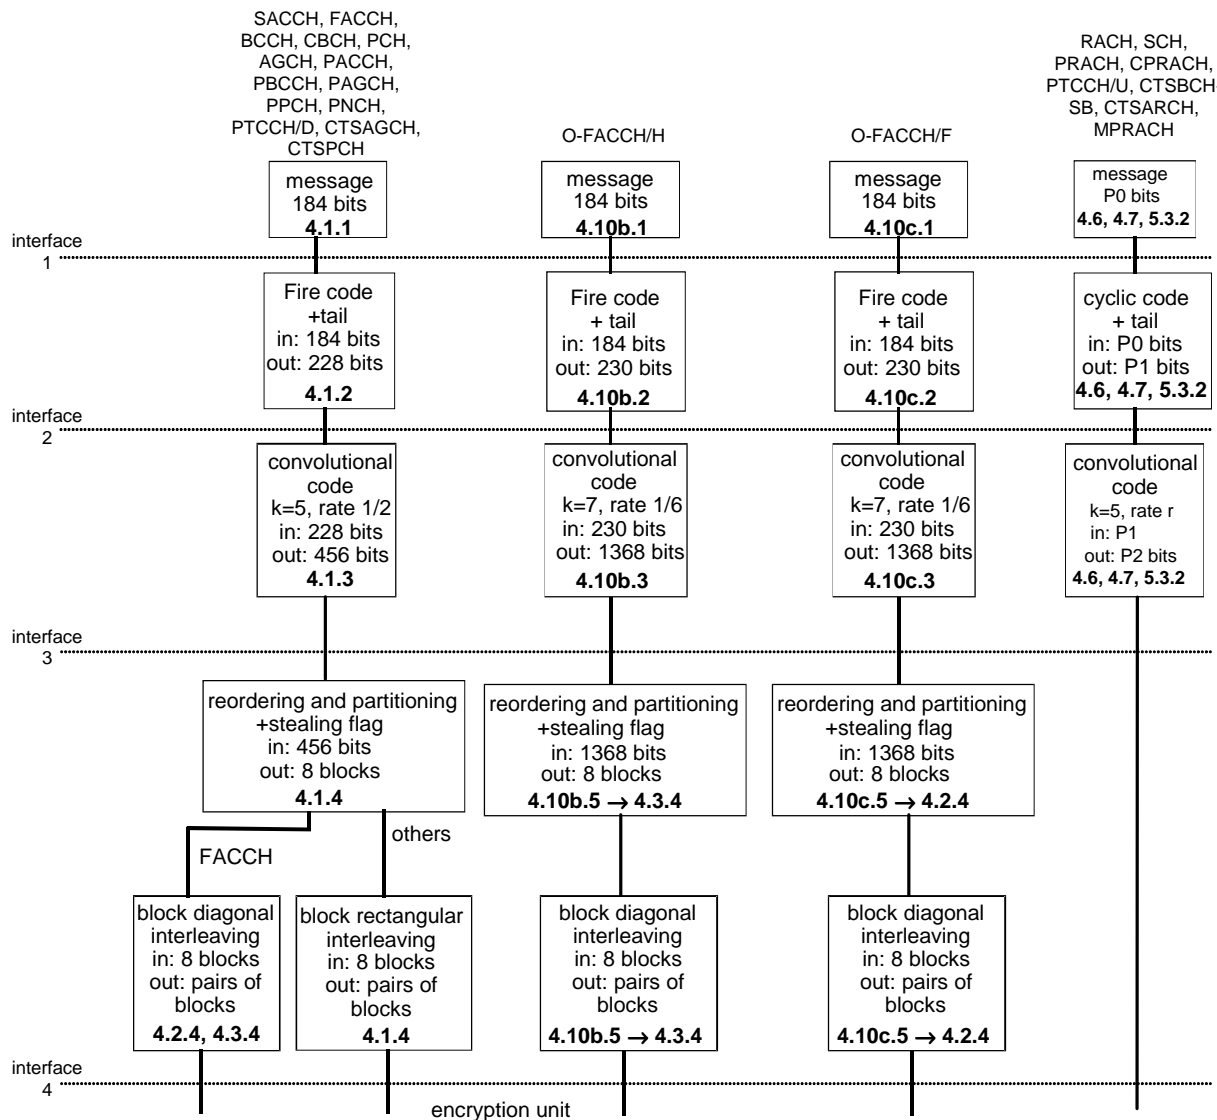 SACCH, FACCH,
BCCH, CBCH, PCH,
AGCH, PACCH,
PBCCH, PAGCH,
PPCH, PNCH,
PTCCH/D, CTSAGCH,
CTSPCH
O-FACCH/H
O-FACCH/F
RACH, SCH,
PRACH, CPRACH,
PTCCH/U, CTSBCH
SB, CTSARCH,
MPRACH
message
184 bits
4.1.1
message
184 bits
4.10b.1
message
184 bits
4.10c.1
message
P0 bits
4.6, 4.7, 5.3.2
interface
1
Fire code
+tail
in: 184 bits
out: 228 bits
4.1.2
Fire code
+ tail
in: 184 bits
out: 230 bits
4.10b.2
Fire code
+ tail
in: 184 bits
out: 230 bits
4.10c.2
cyclic code
+ tail
in: P0 bits
out: P1 bits
4.6, 4.7, 5.3.2
interface
2
convolutional
code
k=5, rate 1/2
in: 228 bits
out: 456 bits
4.1.3
convolutional
code
k=7, rate 1/6
in: 230 bits
out: 1368 bits
4.10b.3
convolutional
code
k=7, rate 1/6
in: 230 bits
out: 1368 bits
4.10c.3
convolutional
code
k=5, rate r
in: P1
out: P2 bits
4.6, 4.7, 5.3.2
interface
3
reordering and partitioning
+stealing flag
in: 456 bits
out: 8 blocks
4.1.4
reordering and partitioning
+stealing flag
in: 1368 bits
out: 8 blocks
4.10b.5 → 4.3.4
reordering and partitioning
+stealing flag
in: 1368 bits
out: 8 blocks
4.10c.5 → 4.2.4
FACCH
others
block diagonal
interleaving
in: 8 blocks
out: pairs of
blocks
4.2.4, 4.3.4
block rectangular
interleaving
in: 8 blocks
out: pairs of
blocks
4.1.4
block diagonal
interleaving
in: 8 blocks
out: pairs of
blocks
4.10b.5 → 4.3.4
block diagonal
interleaving
in: 8 blocks
out: pairs of
blocks
4.10c.5 → 4.2.4
interface
4
encryption unit